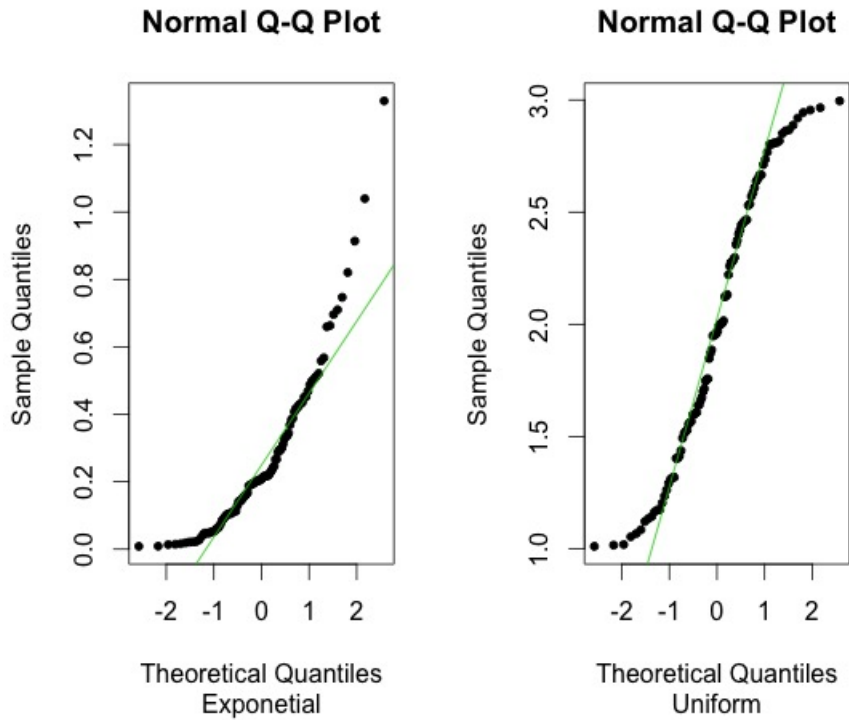 Normal Q-Q Plot
Sample Quantiles
0.0 0.2 0.4 0.6 0.8 1.0 1.2
-2 -1 0 1 2
Theoretical Quantiles
Exponetial
Normal Q-Q Plot
Sample Quantiles
1.0 1.5 2.0 2.5 3.0
-2 -1 0 1 2
Theoretical Quantiles
Uniform